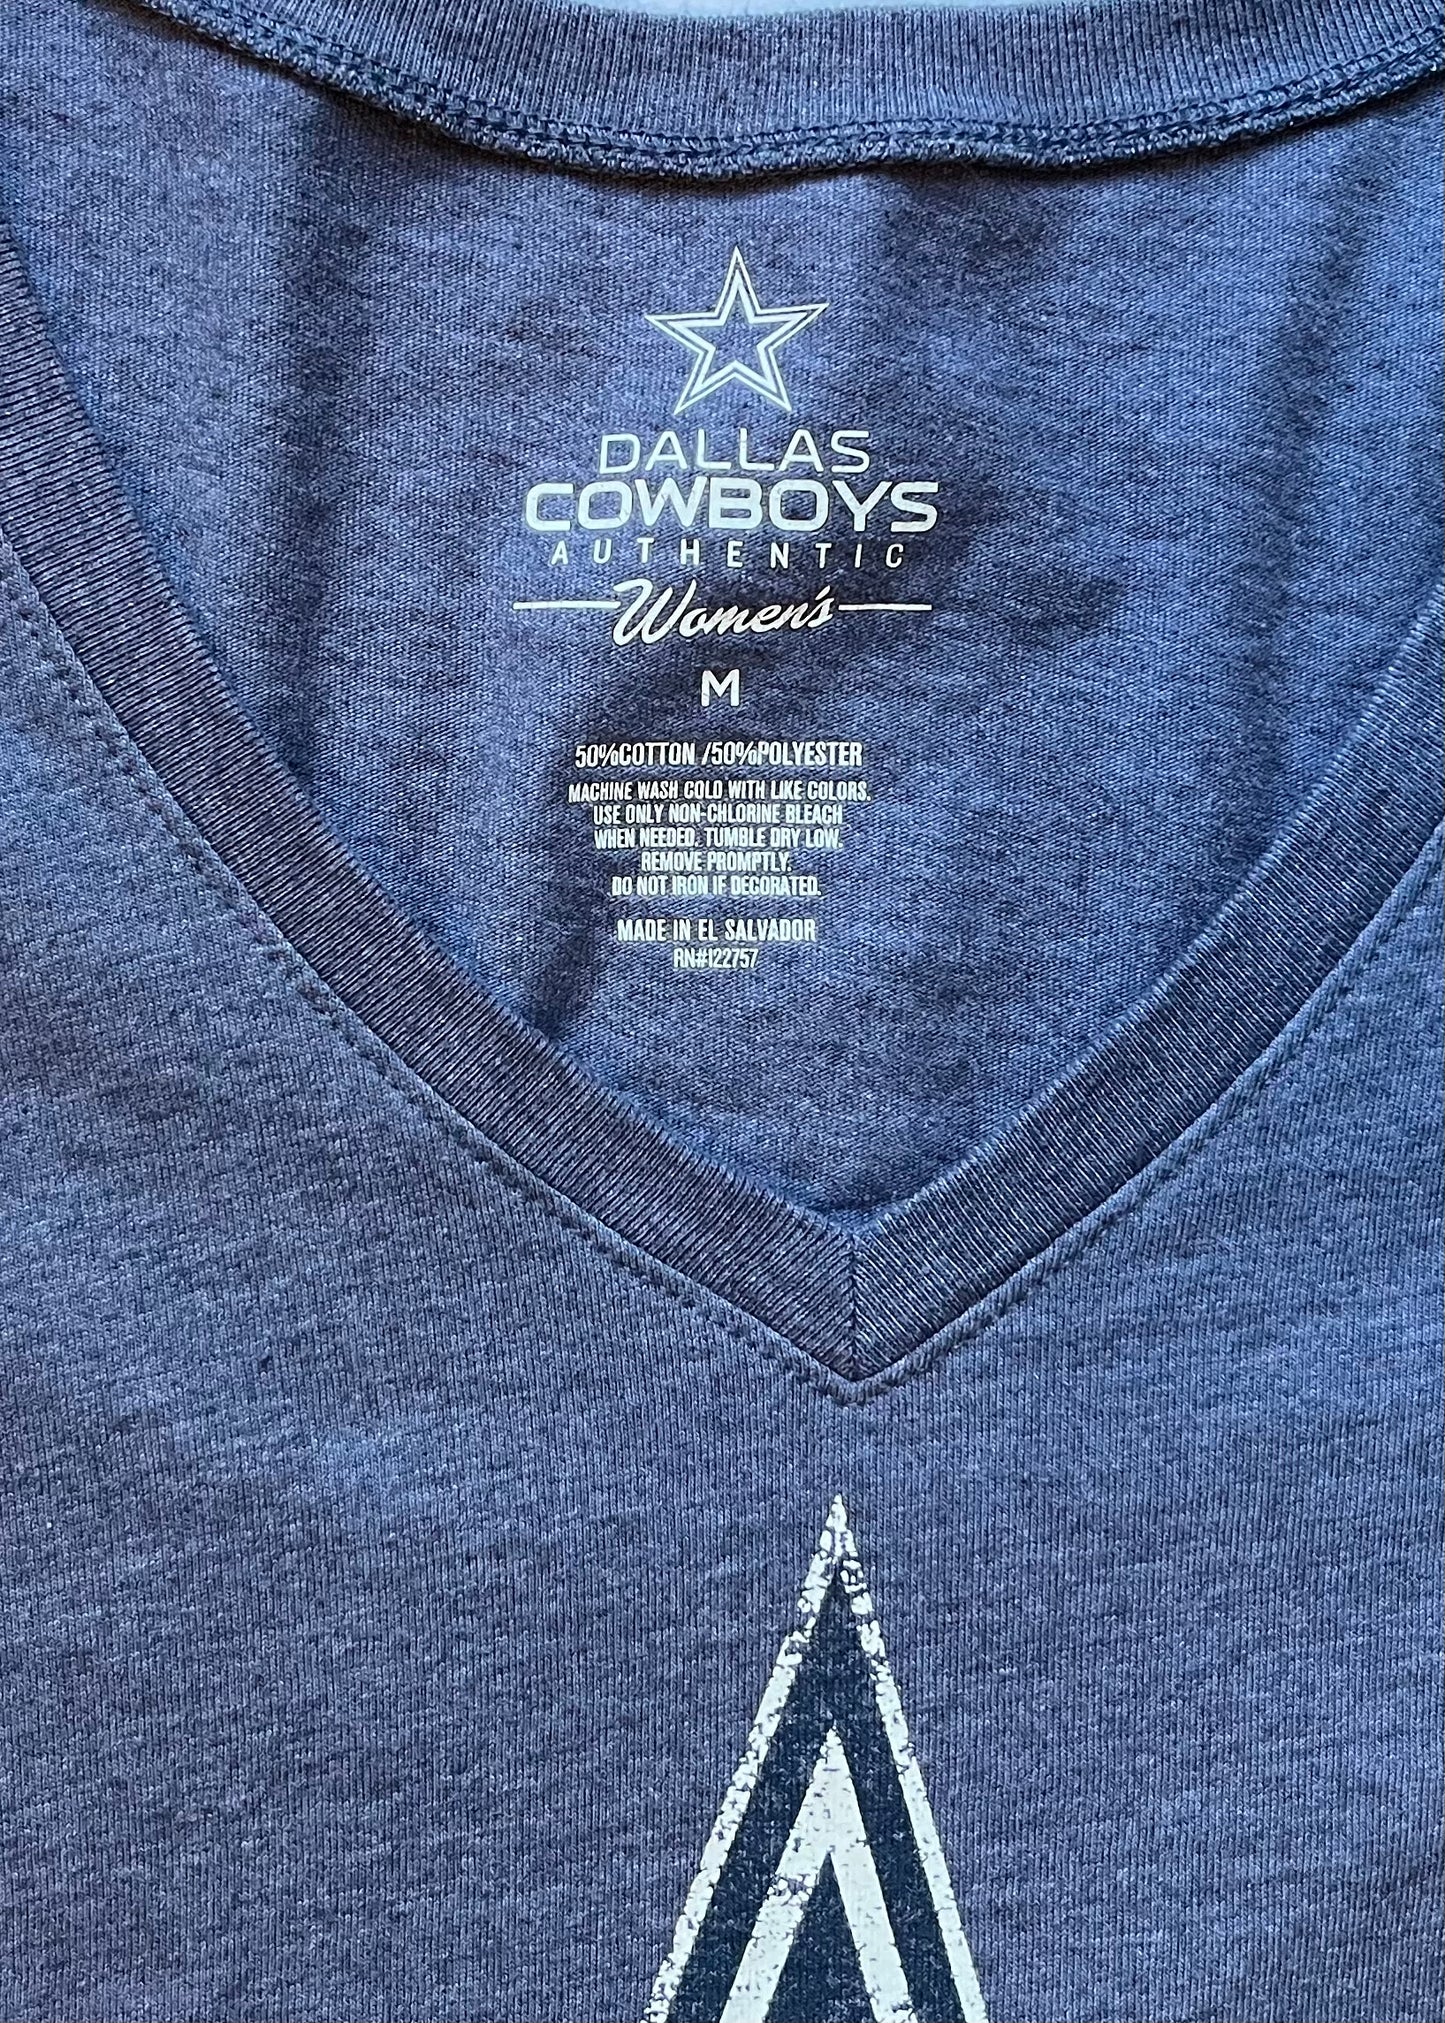 DALLAS
COWBOYS
AUTHENTIC
Women's
M
50%COTTON /50%POLYESTER
MACHINE WASH COLD WITH LIKE COLORS.
USE ONLY NON-CHLORINE BLEACH
WHEN NEEDED. TUMBLE DRY LOW.
REMOVE PROMPTLY.
DO NOT IRON IF DECORATED.
MADE IN EL SALVADOR
RN#122757